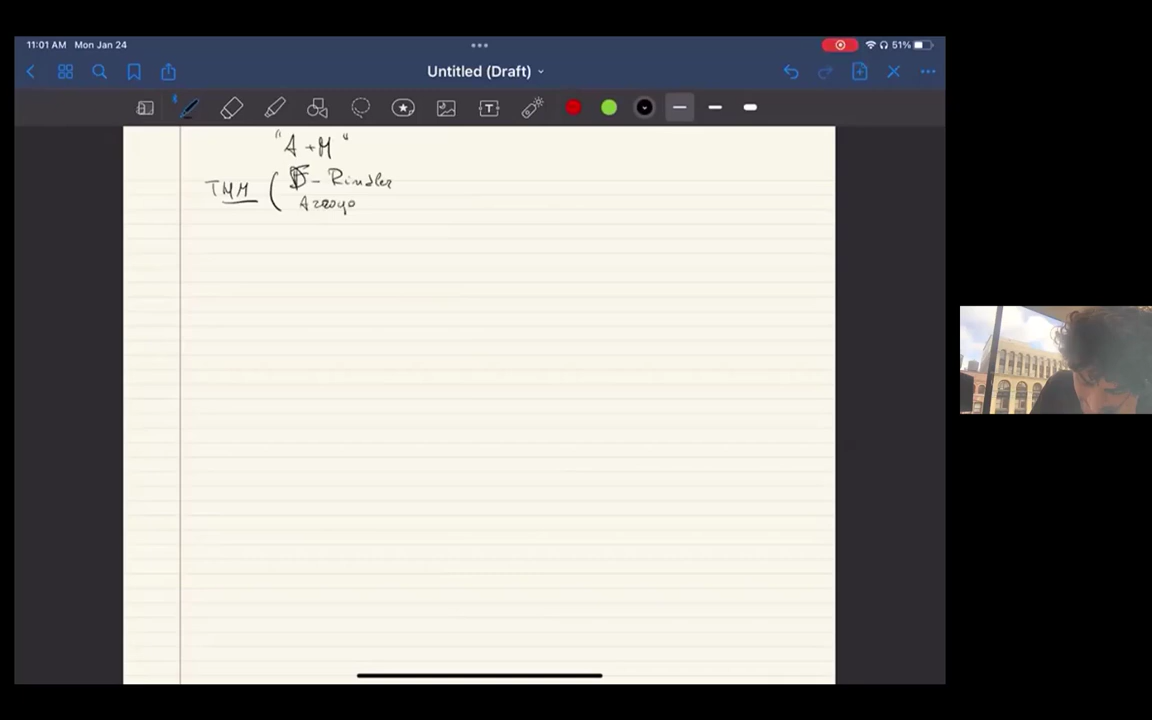 11:01 AM Mon Jan 24
51%
Untitled (Draft)
"A + M"
TMM ( - Rindler
Arroyo